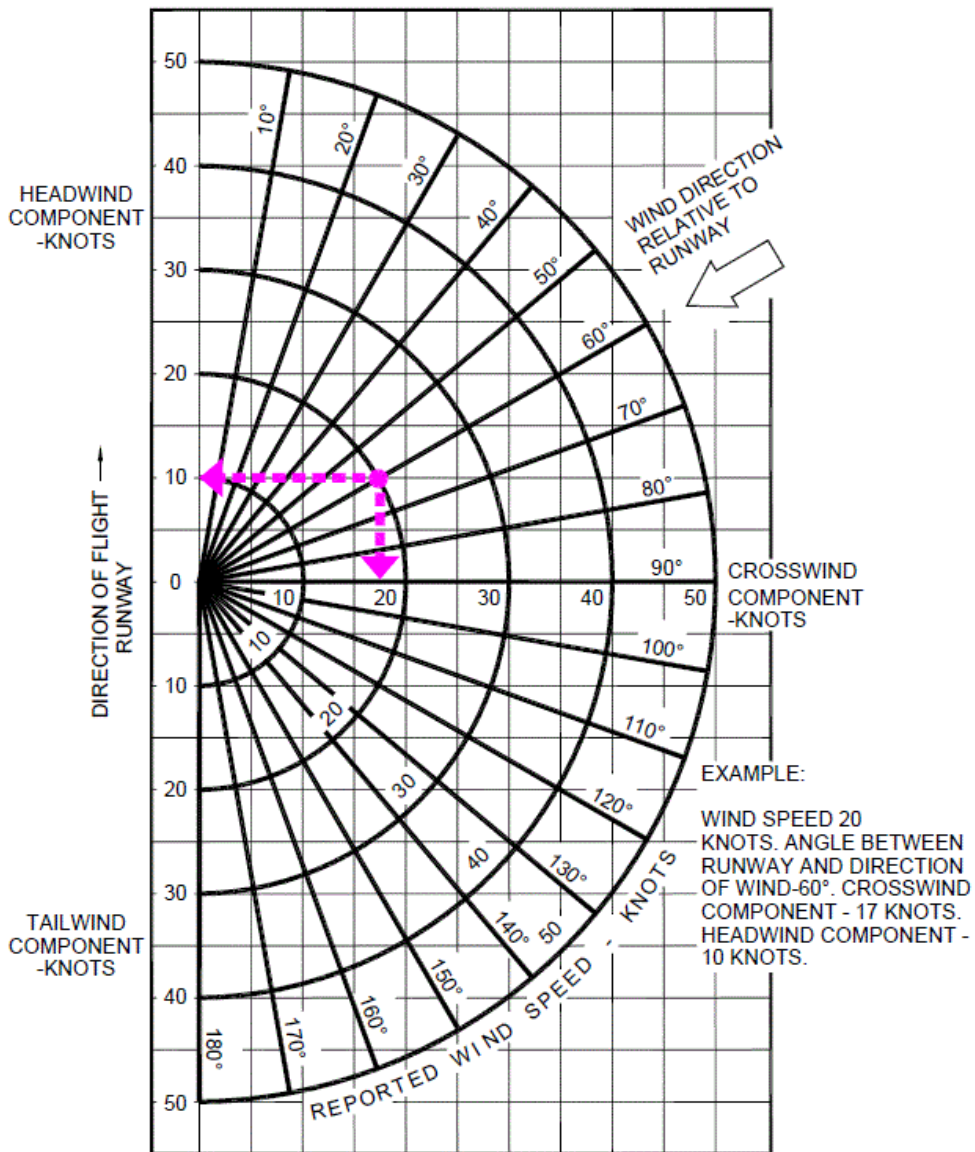 50
10°
20°
30°
40°
50°
60°
70°
80°
90°
40
30
20
10
0
HEADWIND
COMPONENT
-KNOTS
WIND DIRECTION
RELATIVE TO
RUNWAY
DIRECTION OF FLIGHT
RUNWAY
10
20
30
40
50
CROSSWIND
COMPONENT
-KNOTS
10
20
30
40
50
10
20
30
40
50
100°
110°
120°
130°
140°
150°
160°
170°
180°
TAILWIND
COMPONENT
-KNOTS
REPORTED WIND SPEED - KNOTS
EXAMPLE:
WIND SPEED 20
KNOTS. ANGLE BETWEEN
RUNWAY AND DIRECTION
OF WIND-60°. CROSSWIND
COMPONENT - 17 KNOTS.
HEADWIND COMPONENT -
10 KNOTS.